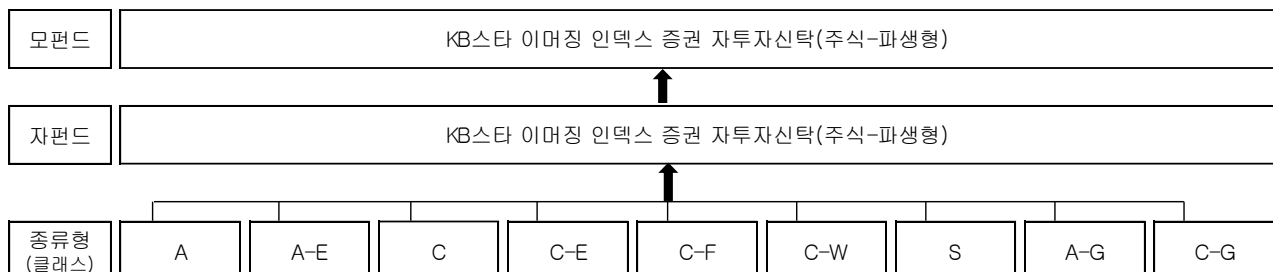 모펀드
KB스타 이머징 인덱스 증권 자투자신탁(주식-파생형)
자펀드
KB스타 이머징 인덱스 증권 자투자신탁(주식-파생형)
종류형
(클래스)
A
A-E
C
C-E
C-F
C-W
S
A-G
C-G